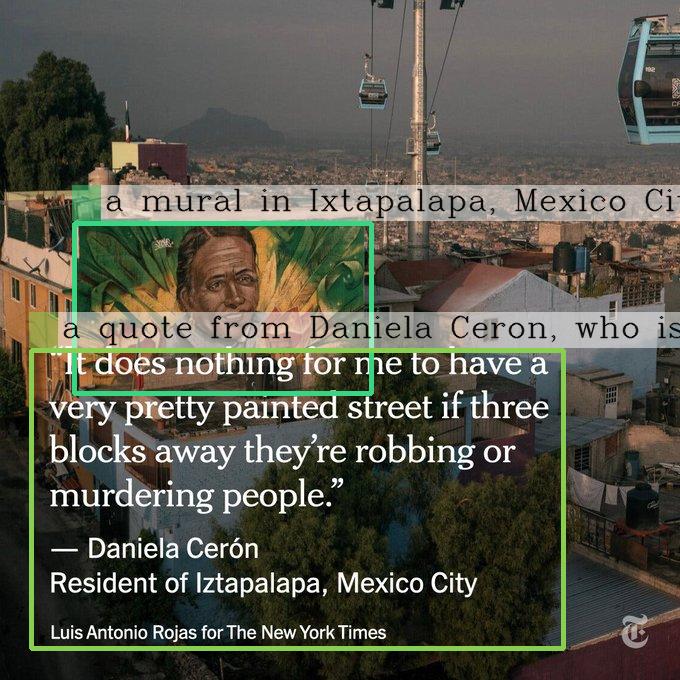 192
a mural in Ixtapalapa, Mexico
a quote from Daniela Ceron, who is
“It does nothing for me to have a
very pretty painted street if three
blocks away they’re robbing or
murdering people.”
— Daniela Cerón
Resident of Iztapalapa, Mexico City
Luis Antonio Rojas for The New York Times
T